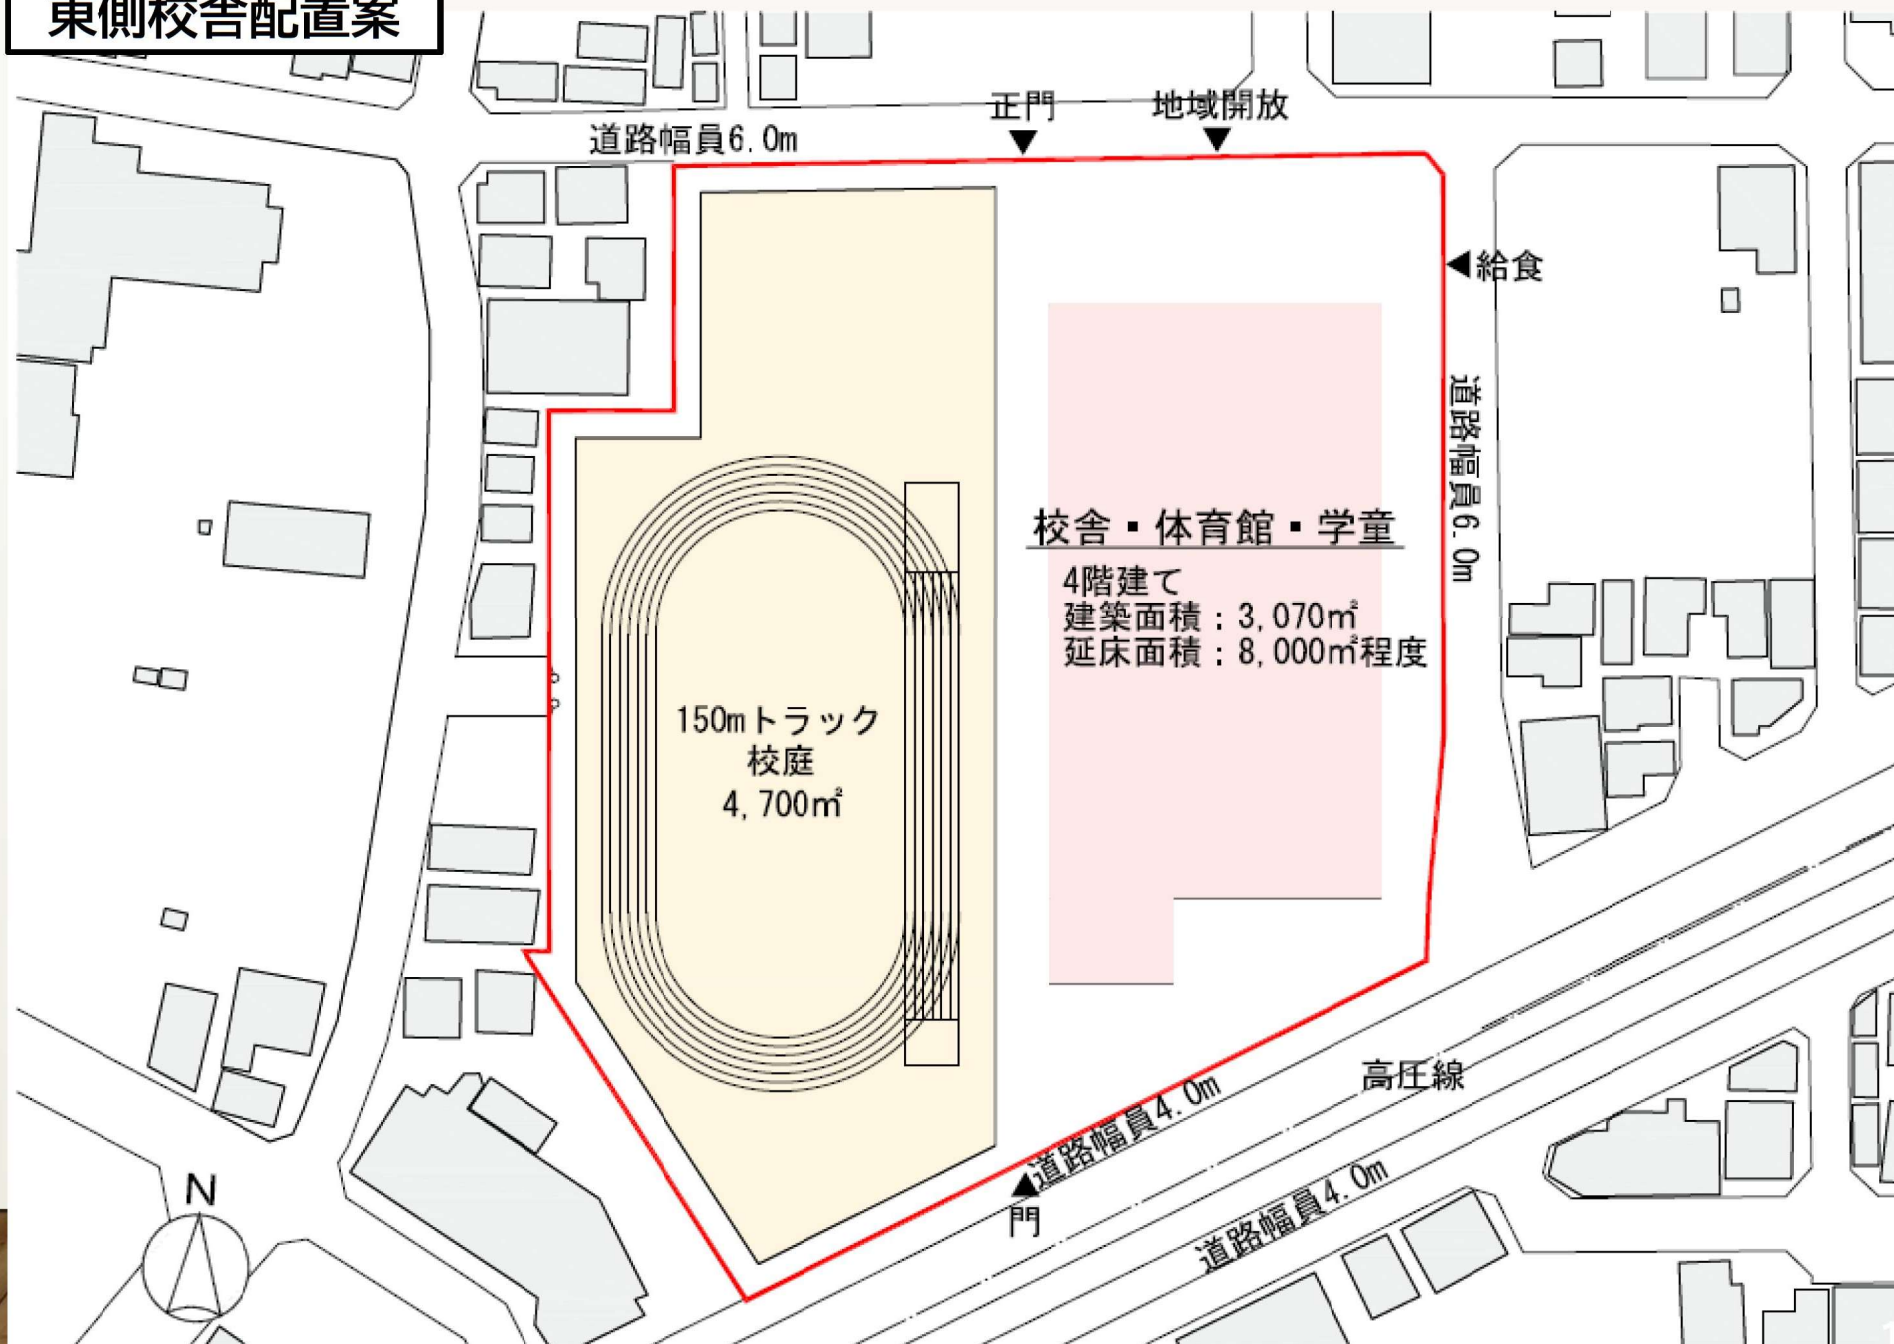 東側校舎配置案
正門
地域開放
道路幅員6.0m
給食
道路幅員6.0m
校舎・体育館・学童
4階建て
建築面積：3,070㎡
延床面積：8,000㎡程度
150mトラック
校庭
4,700㎡
高圧線
道路幅員4.0m
門
道路幅員4.0m
N